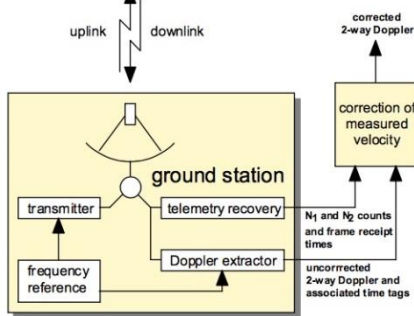 uplink
downlink
corrected
2-way Doppler
correction of
measured
velocity
ground station
transmitter
telemetry recovery
N1 and N2 counts
and frame receipt
times
frequency
reference
Doppler extractor
uncorrrected
2-way Doppler and
associated time tags